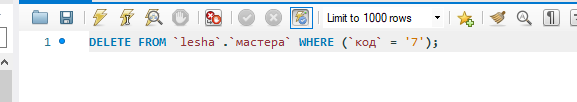 Limit to 1000 rows
1 DELETE FROM `lesha`.`мастера` WHERE (`код` = '7');